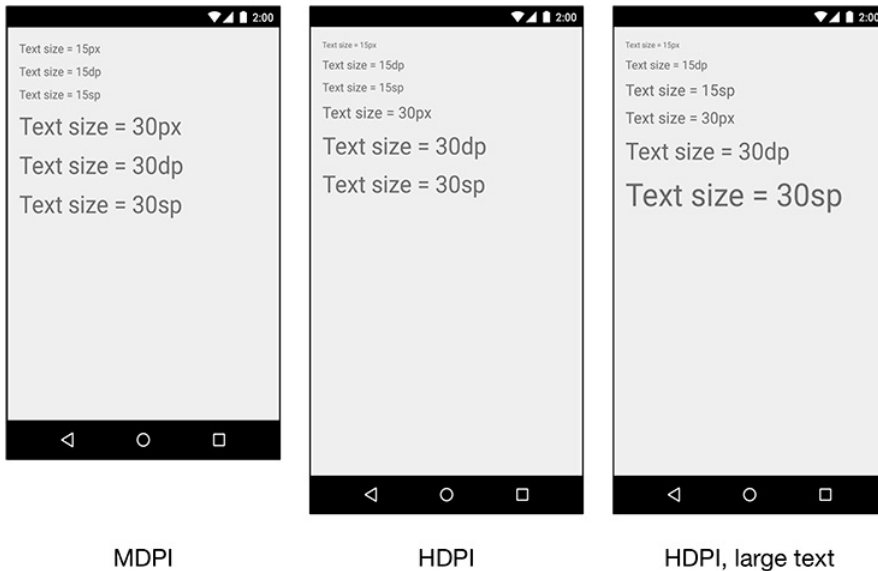 2:00
Text size = 15px
Text size = 15dp
Text size = 15sp
Text size = 30px
Text size = 30dp
Text size = 30sp
MDPI
2:00
Text size = 15px
Text size = 15dp
Text size = 15sp
Text size = 30px
Text size = 30dp
Text size = 30sp
HDPI
2:00
Text size = 15px
Text size = 15dp
Text size = 15sp
Text size = 30px
Text size = 30dp
Text size = 30sp
HDPI, large text